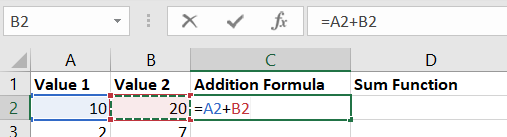 B2 fx =A2+B2
A B C D
1 Value 1 Value 2 Addition Formula Sum Function
2 10 20 =A2+B2
3 2 7